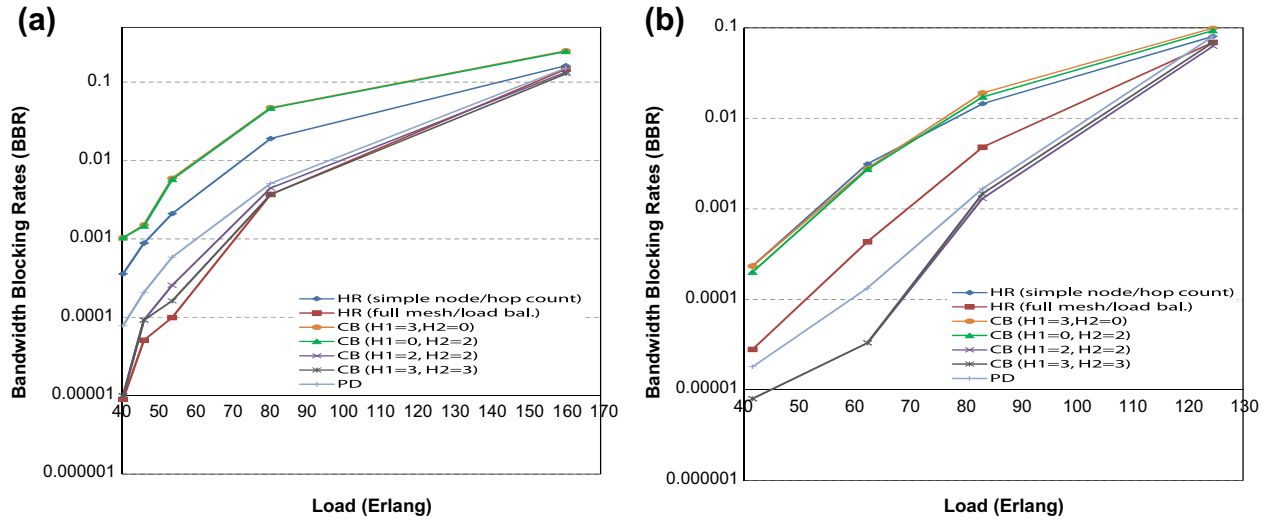 (a)
Bandwidth Blocking Rates (BBR)
0.1
0.01
0.001
0.0001
0.00001
0.000001
40 50 60 70 80 90 100 110 120 130 140 150 160 170
HR (simple node/hop count)
HR (full mesh/load bal.)
CB (H1=3,H2=0)
CB (H1=0, H2=2)
CB (H1=2, H2=2)
CB (H1=3, H2=3)
PD
Load (Erlang)
(b)
Bandwidth Blocking Rates (BBR)
0.1
0.01
0.001
0.0001
0.00001
0.000001
40 50 60 70 80 90 100 110 120 130
HR (simple node/hop count)
HR (full mesh/load bal.)
CB (H1=3,H2=0)
CB (H1=0, H2=2)
CB (H1=2, H2=2)
CB (H1=3, H2=3)
PD
Load (Erlang)